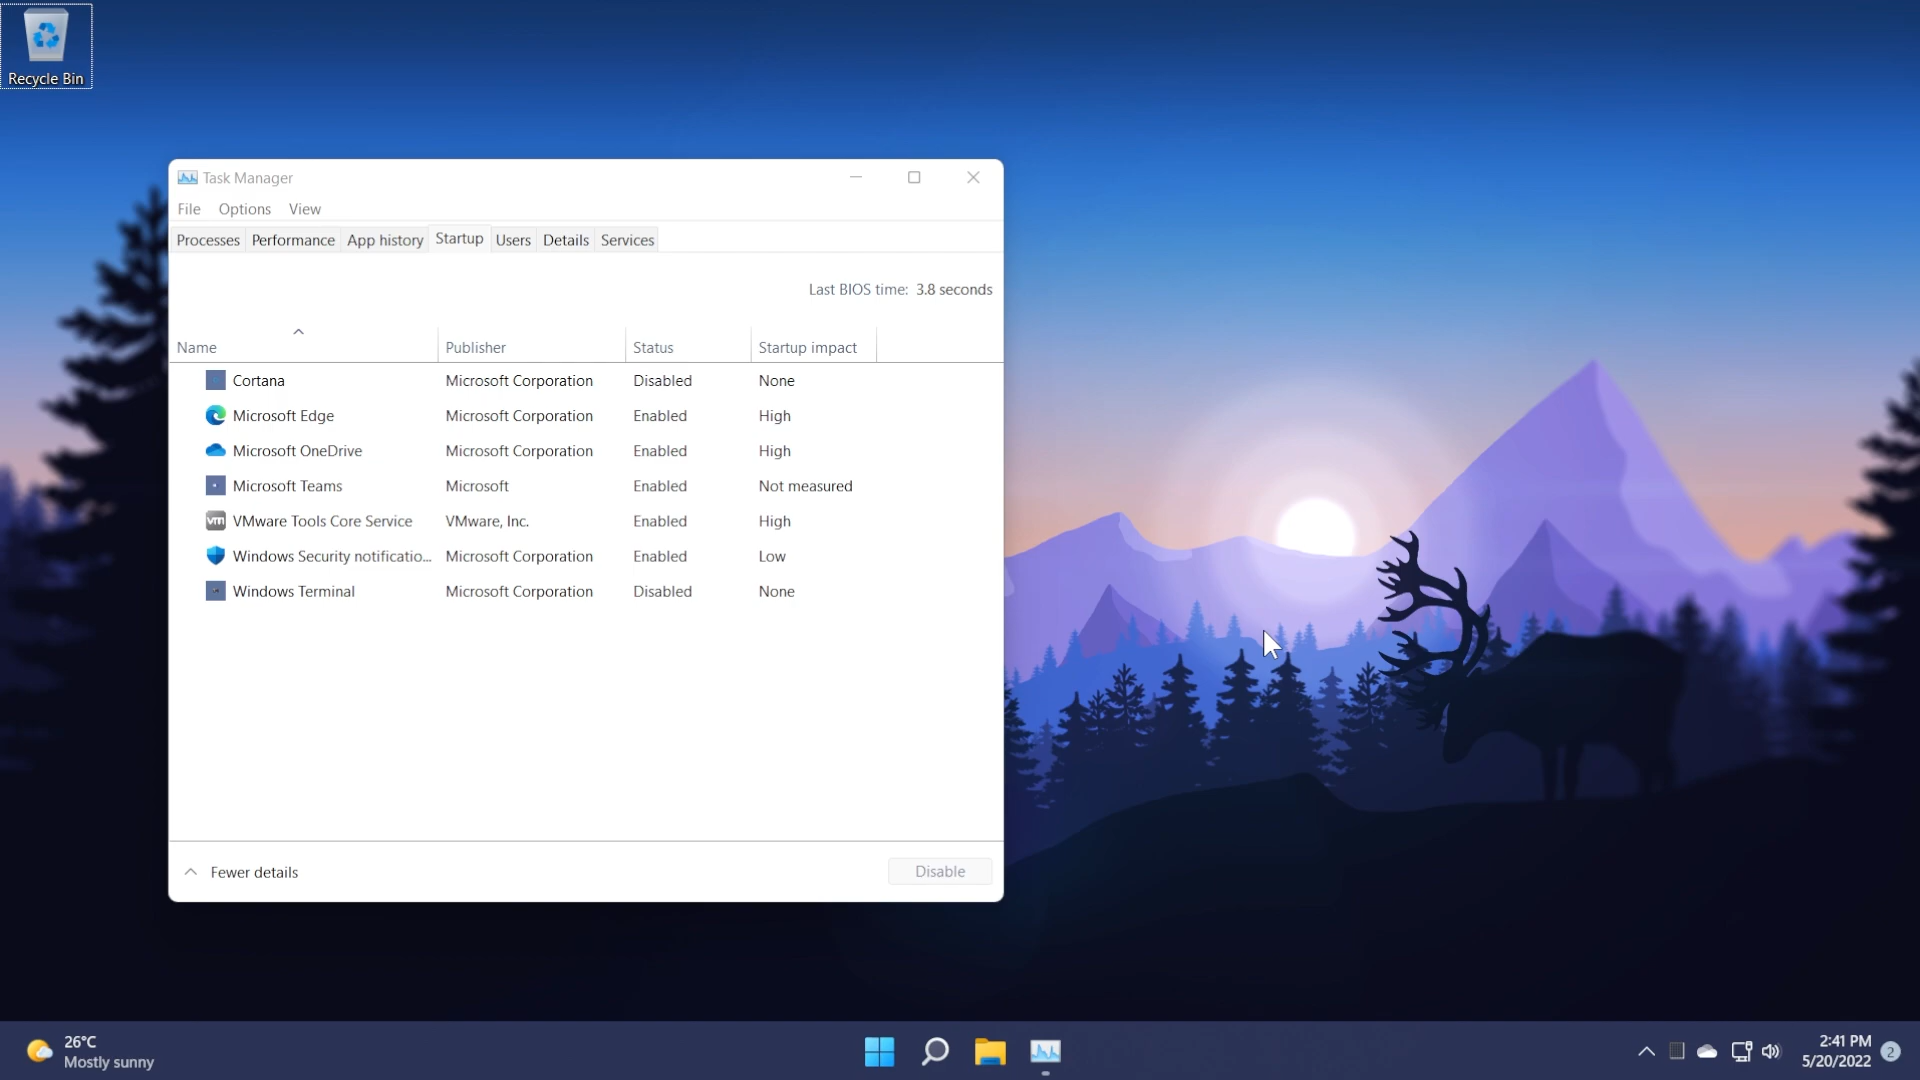 Recycle Bin
Task Manager
File Options View
Processes Performance App history Startup Users Details Services
Last BIOS time: 3.8 seconds
Name Publisher Status Startup impact
Cortana Microsoft Corporation Disabled None
Microsoft Edge Microsoft Corporation Enabled High
Microsoft OneDrive Microsoft Corporation Enabled High
Microsoft Teams Microsoft Enabled Not measured
vm VMware Tools Core Service VMware, Inc. Enabled High
Windows Security notificatio... Microsoft Corporation Enabled Low
Windows Terminal Microsoft Corporation Disabled None
Fewer details Disable
26°C
Mostly sunny
2:41 PM
5/20/2022
2